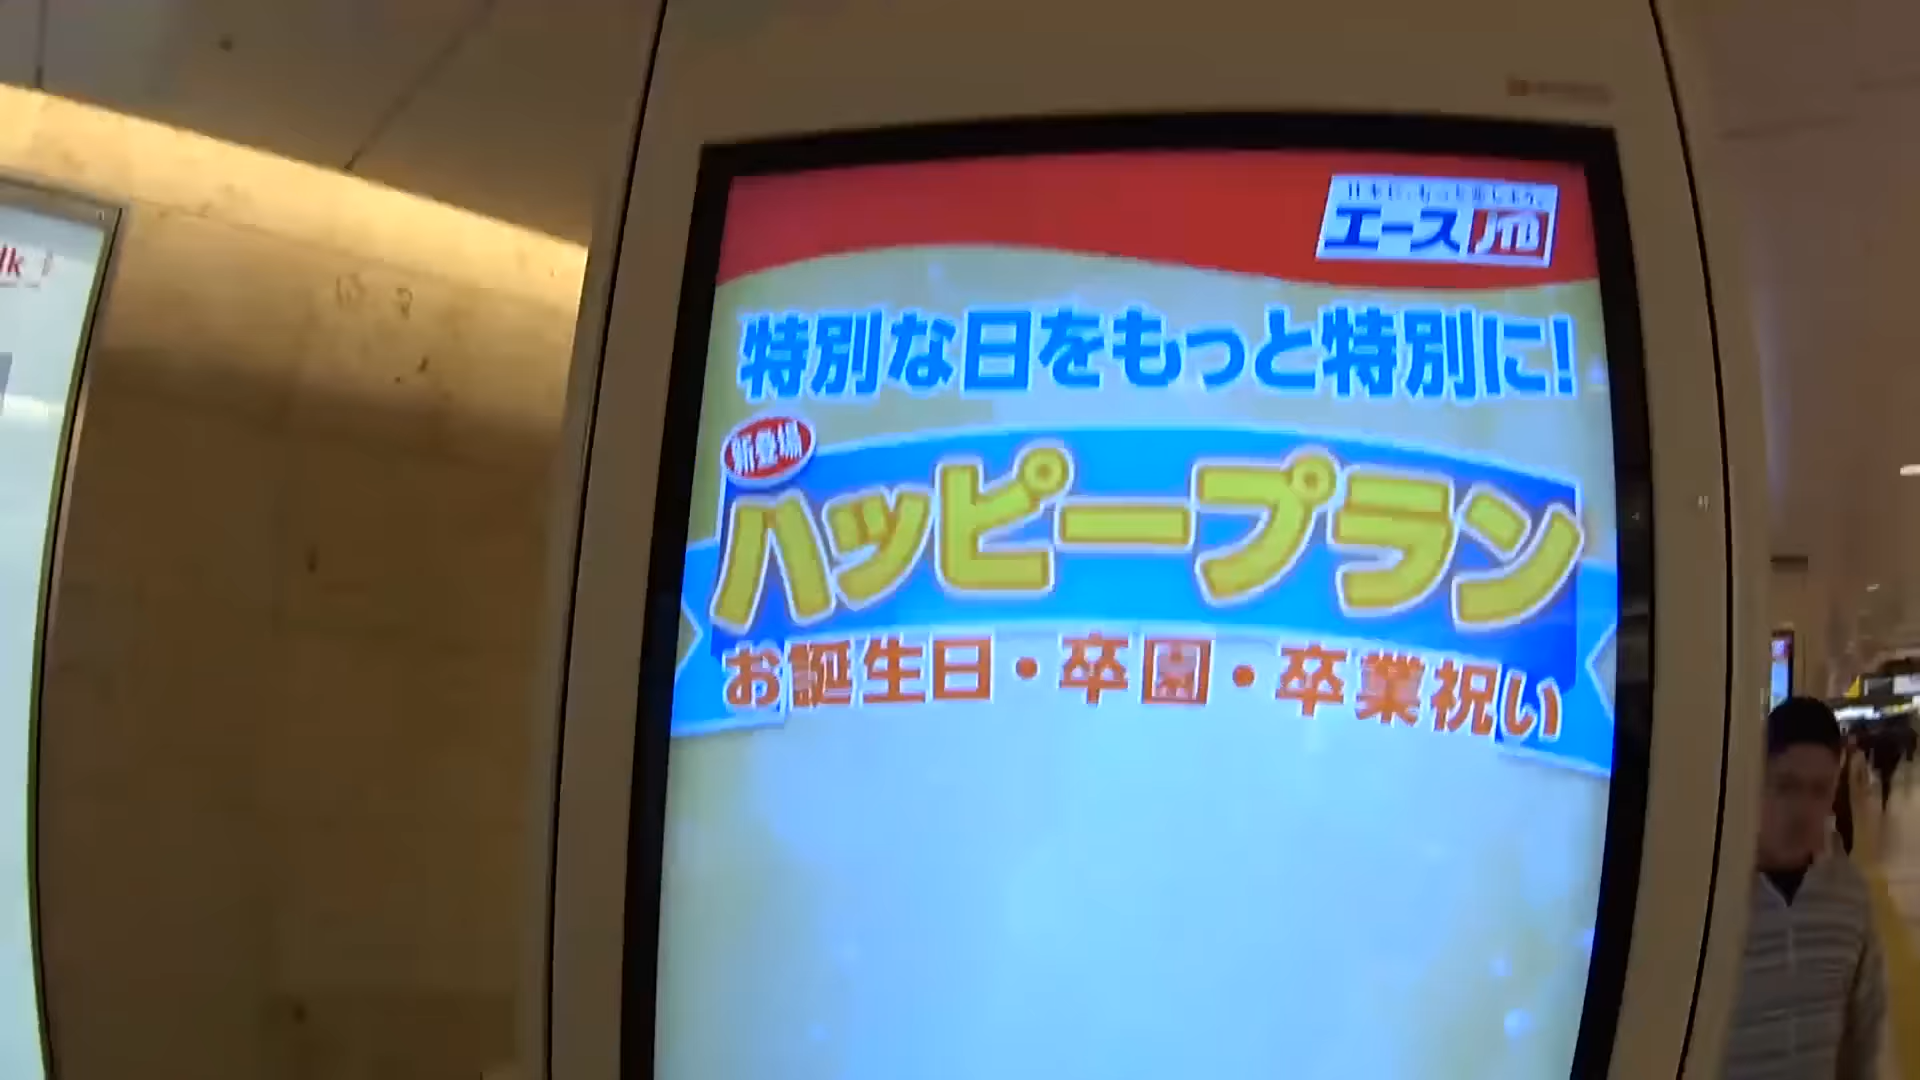 エースJTB
特別な日をもっと特別に!
新登場
ハッピープラン
お誕生日・卒園・卒業祝い